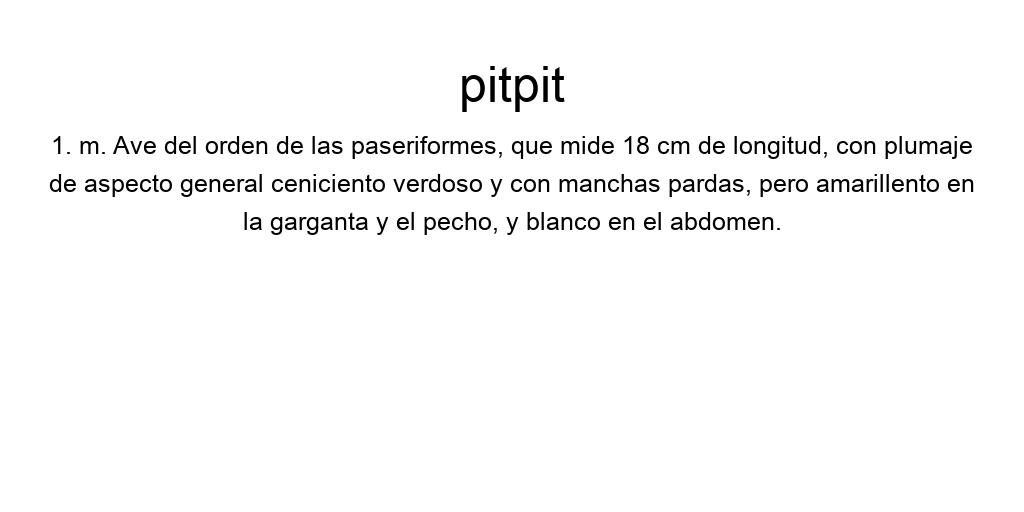 pitpit
1. m. Ave del orden de las paseriformes, que mide 18 cm de longitud, con plumaje
de aspecto general ceniciento verdoso y con manchas pardas, pero amarillento en
la garganta y el pecho, y blanco en el abdomen.